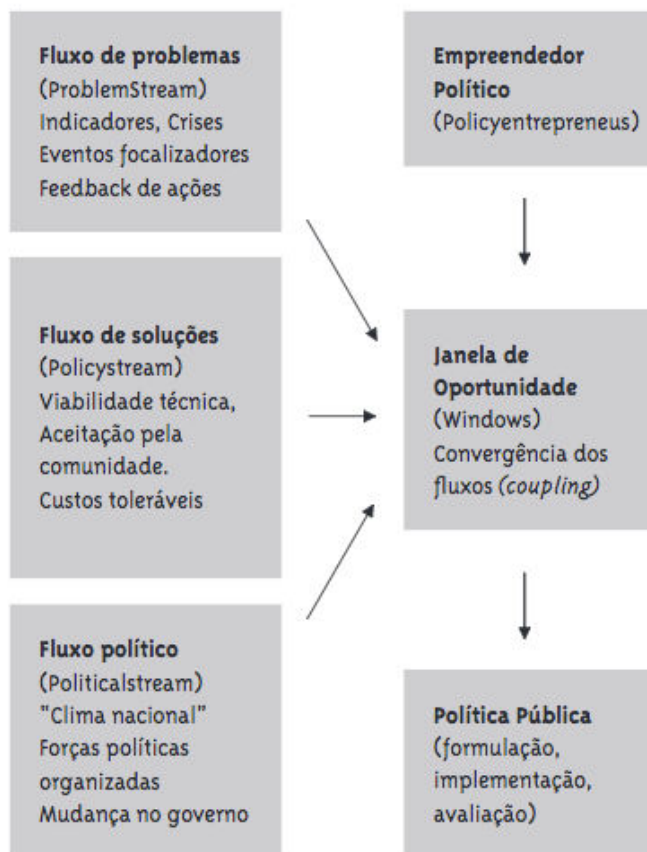 Fluxo de problemas
(ProblemStream)
Indicadores, Crises
Eventos focalizadores
Feedback de ações
Fluxo de soluções
(Policystream)
Viabilidade técnica,
Aceitação pela
comunidade.
Custos toleráveis
Fluxo político
(Politicalstream)
"Clima nacional"
Forças políticas
organizadas
Mudança no governo
Empreendedor
Político
(Policyentrepreneus)
Janela de
Oportunidade
(Windows)
Convergência dos
fluxos (coupling)
Política Pública
(formulação,
implementação,
avaliação)